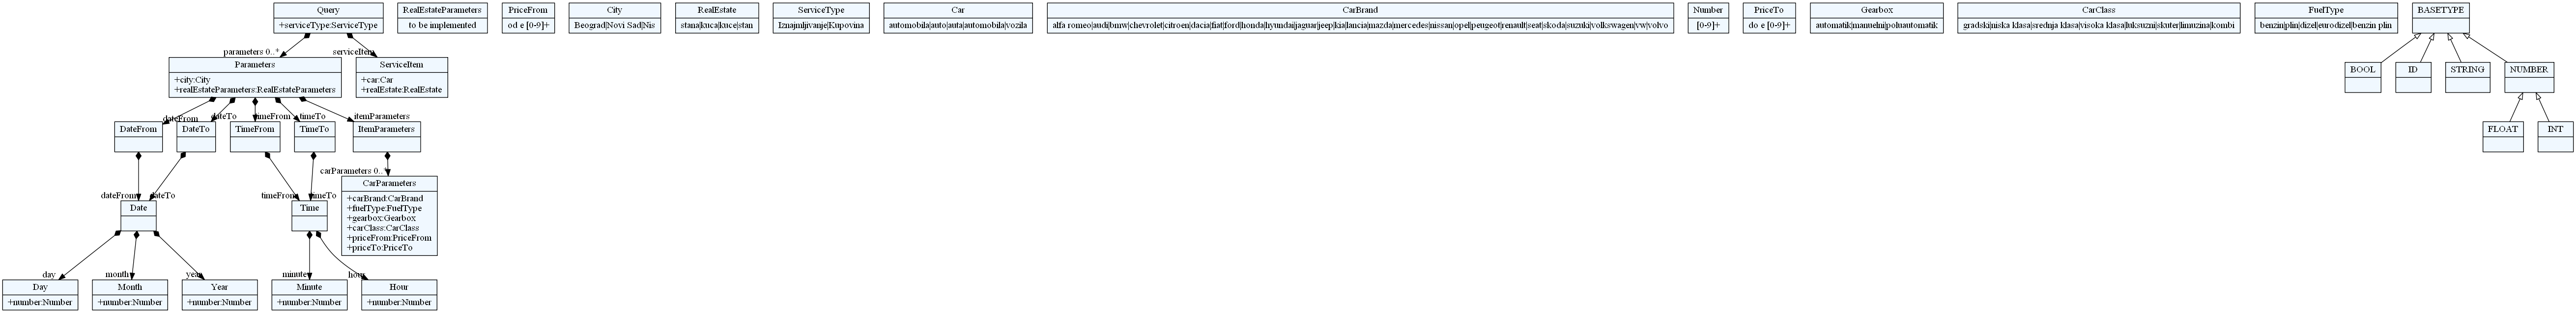 Query
+serviceType:ServiceType
RealEstateParameters
to be implemented
PriceFrom
od e [0-9]+
City
Beograd|Novi Sad|Nis
RealEstate
stana|kuca|kuce|stan
ServiceType
Iznajmljivanje|Kupovina
Car
automobila|auto|auta|automobila|vozila
CarBrand
alfa romeo|audi|bmw|chevrolet|citroen|dacia|fiat|ford|honda|hyundai|jaguar|jeep|kia|lancia|mazda|mercedes|nissan|opel|peugeot|renault|seat|skoda|suzuki|volkswagen|vw|volvo
Number
[0-9]+
PriceTo
do e [0-9]+
Gearbox
automatik|manuelni|poluautomatik
CarClass
gradski|niska klasa|srednja klasa|visoka klasa|luksuzni|skuter|limuzina|kombi
FuelType
benzin|plin|dizel|eurodizel|benzin plin
BASETYPE
parameters 0..*
serviceItem
Parameters
+city:City
+realEstateParameters:RealEstateParameters
ServiceItem
+car:Car
+realEstate:RealEstate
BOOL
ID
STRING
NUMBER
dateFrom
dateTo
timeFrom
timeTo
itemParameters
DateFrom
DateTo
TimeFrom
TimeTo
ItemParameters
FLOAT
INT
carParameters 0..*
dateFrom
dateTo
timeFrom
timeTo
CarParameters
+carBrand:CarBrand
+fuelType:FuelType
+gearbox:Gearbox
+carClass:CarClass
+priceFrom:PriceFrom
+priceTo:PriceTo
Date
Time
day
month
year
minute
hour
Day
+number:Number
Month
+number:Number
Year
+number:Number
Minute
+number:Number
Hour
+number:Number